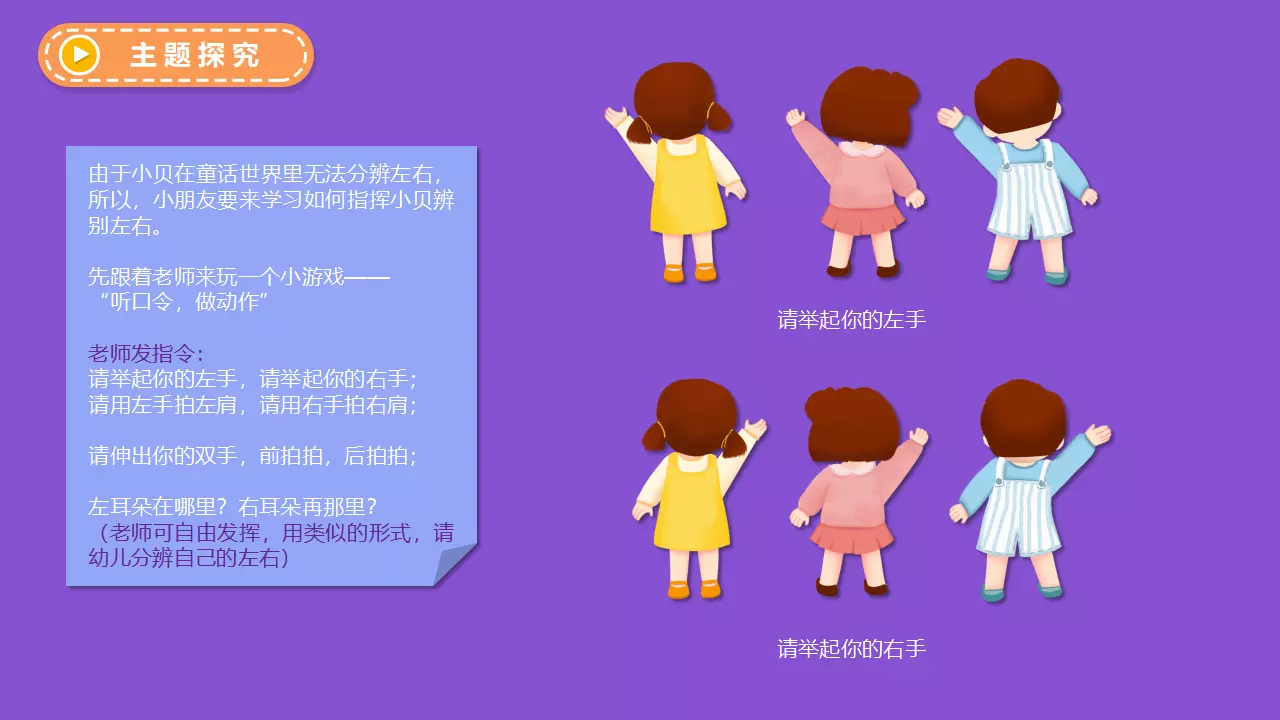 主题探究
由于小贝在童话世界里无法分辨左右，
所以，小朋友要来学习如何指挥小贝辨
别左右。
先跟着老师来玩一个小游戏——
“听口令，做动作”
老师发指令：
请举起你的左手，请举起你的右手；
请用左手拍左肩，请用右手拍右肩；
请伸出你的双手，前拍拍，后拍拍；
左耳朵在哪里？右耳朵再那里？
（老师可自由发挥，用类似的形式，请
幼儿分辨自己的左右）
请举起你的左手
请举起你的右手